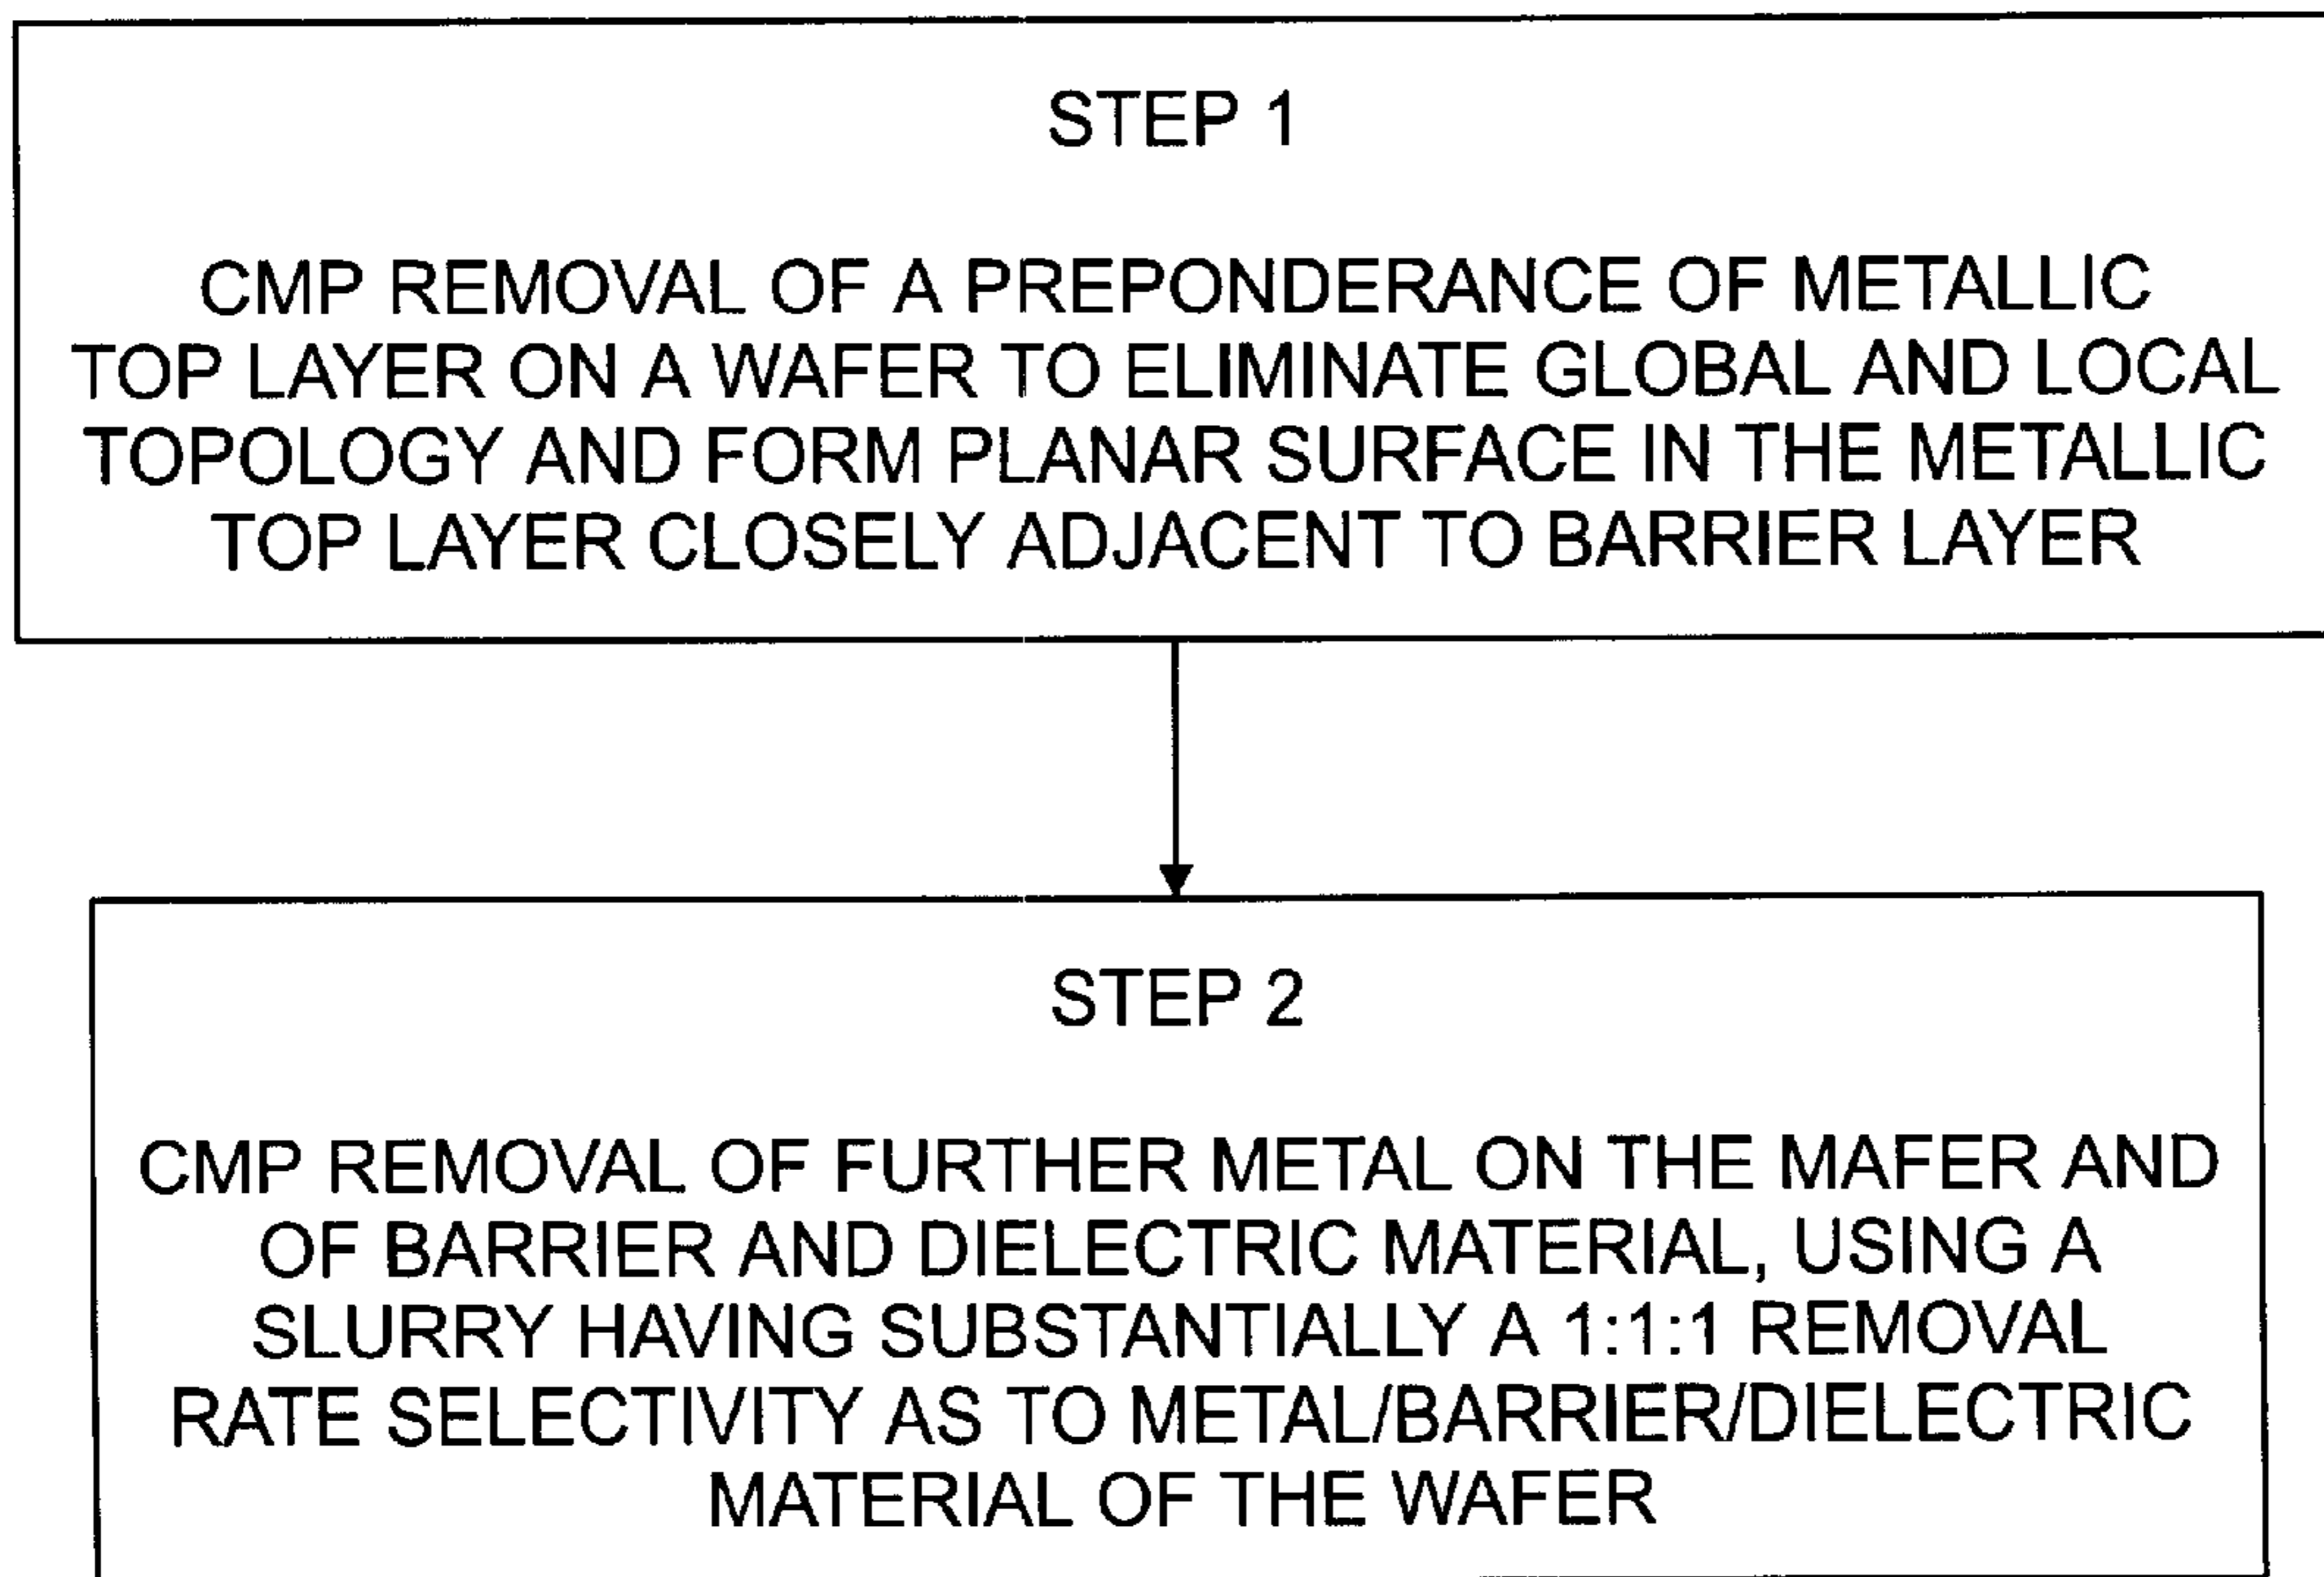 STEP 1
CMP REMOVAL OF A PREPONDERANCE OF METALLIC
TOP LAYER ON A WAFER TO ELIMINATE GLOBAL AND LOCAL
TOPOLOGY AND FORM PLANAR SURFACE IN THE METALLIC
TOP LAYER CLOSELY ADJACENT TO BARRIER LAYER
STEP 2
CMP REMOVAL OF FURTHER METAL ON THE MAFER AND
OF BARRIER AND DIELECTRIC MATERIAL, USING A
SLURRY HAVING SUBSTANTIALLY A 1:1:1 REMOVAL
RATE SELECTIVITY AS TO METAL/BARRIER/DIELECTRIC
MATERIAL OF THE WAFER